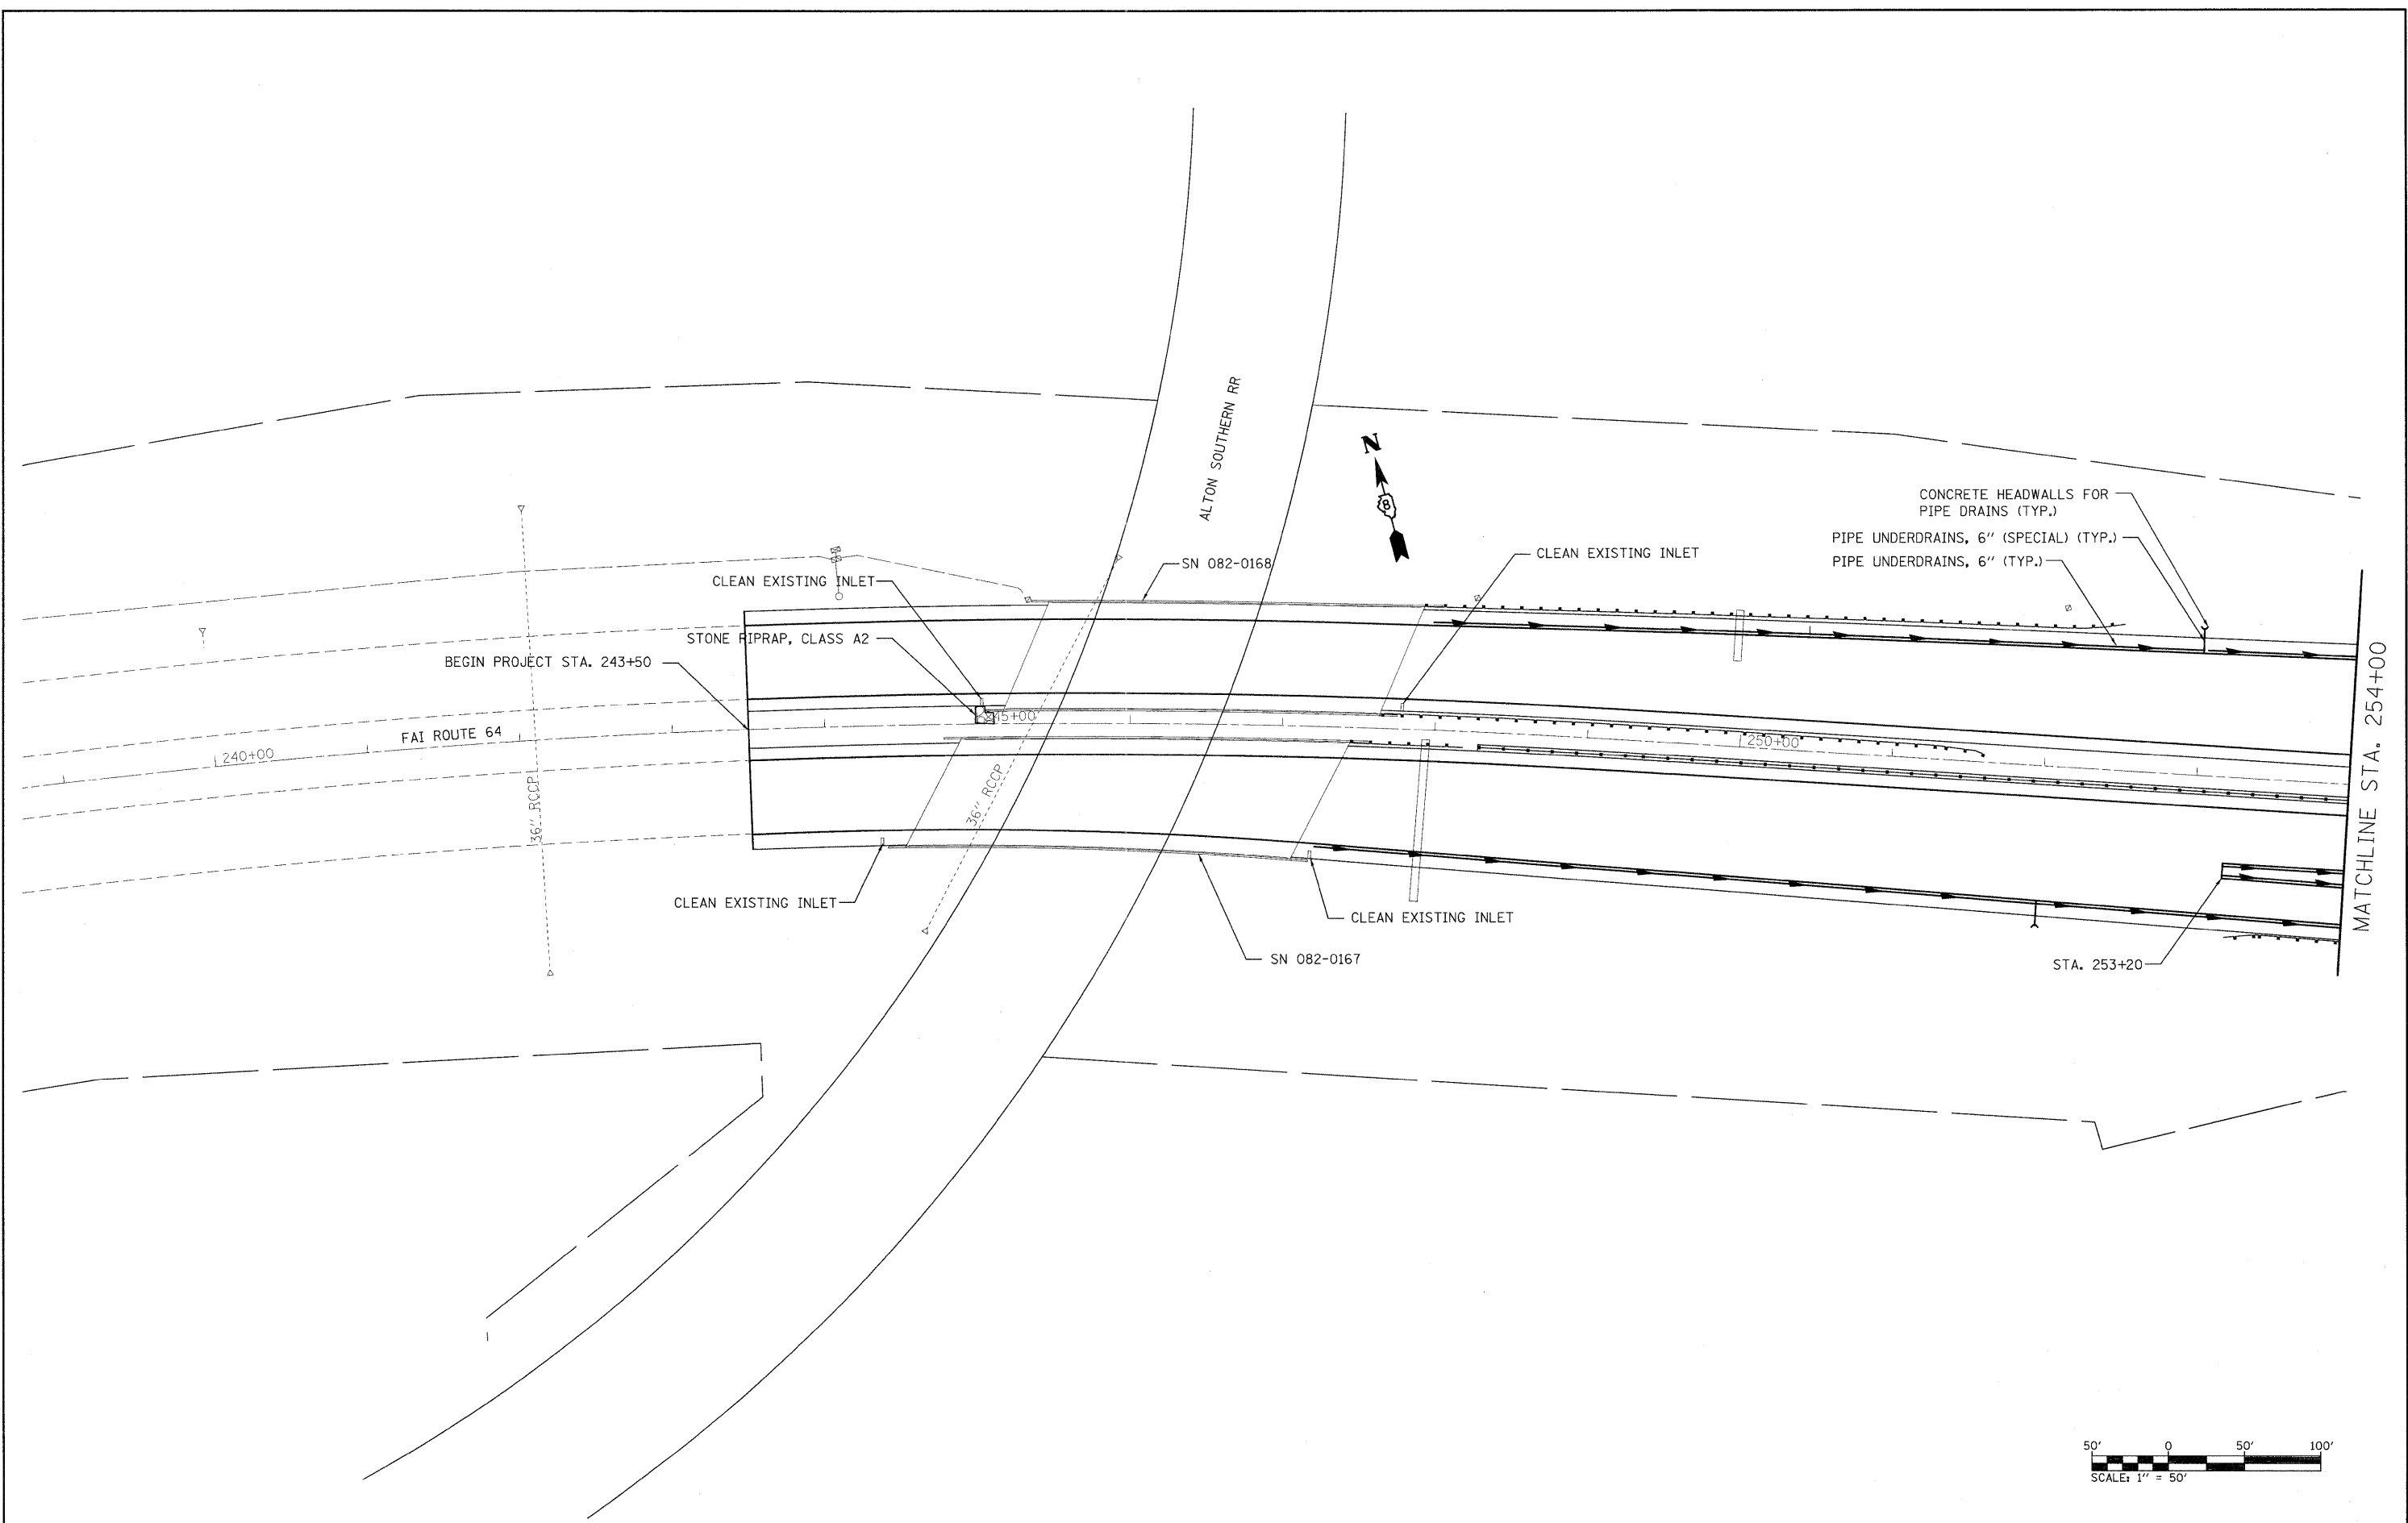 ALTON SOUTHERN RR
N
8
CONCRETE HEADWALLS FOR
PIPE DRAINS (TYP.)
PIPE UNDERDRAINS, 6" (SPECIAL) (TYP.)
PIPE UNDERDRAINS, 6" (TYP.)
CLEAN EXISTING INLET
SN 082-0168
CLEAN EXISTING INLET
STONE RIPRAP, CLASS A2
BEGIN PROJECT STA. 243+50
FAI ROUTE 64
240+00
245+00
250+00
36" RCCP
36" RCCP
MATCHLINE STA. 254+00
CLEAN EXISTING INLET
CLEAN EXISTING INLET
SN 082-0167
STA. 253+20
50' 0 50' 100'
SCALE: 1" = 50'